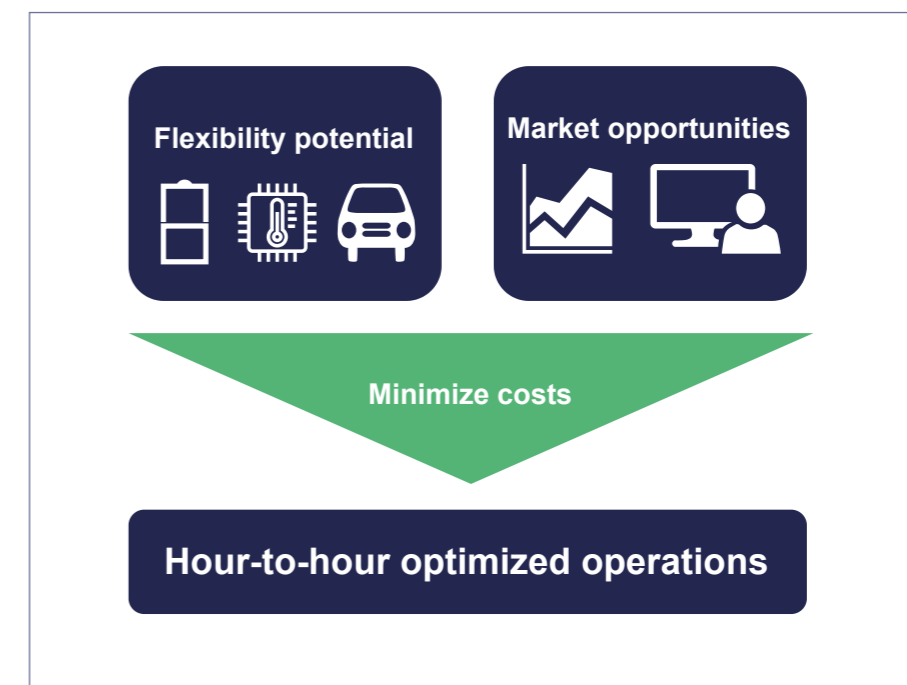 Flexibility potential
Market opportunities
Minimize costs
Hour-to-hour optimized operations